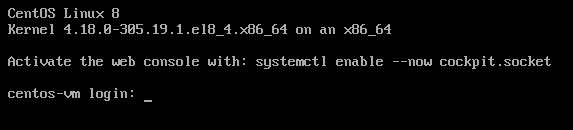 CentOS Linux 8
Kernel 4.18.0-305.19.1.el8_4.x86_64 on an x86_64
Activate the web console with: systemctl enable --now cockpit.socket
centos-vm login: _